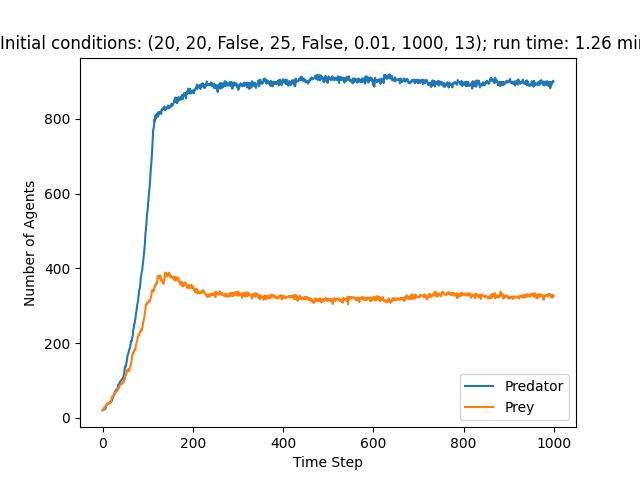 Initial conditions: (20, 20, False, 25, False, 0.01, 1000, 13); run time: 1.26
800
600
400
200
0
Number of Agents
Predator
Prey
0 200 400 600 800 1000
Time Step